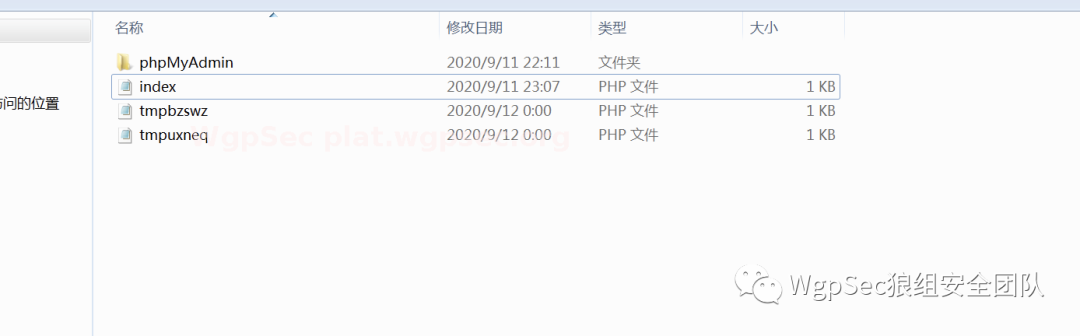 名称 修改日期 类型 大小
phpMyAdmin 2020/9/11 22:11 文件夹
index 2020/9/11 23:07 PHP 文件 1 KB
访问的位置
tmpbzswz 2020/9/12 0:00 PHP 文件 1 KB
tmpuxneq 2020/9/12 0:00 PHP 文件 1 KB
WgpSec plat.wgpsec.org
WgpSec狼组安全团队